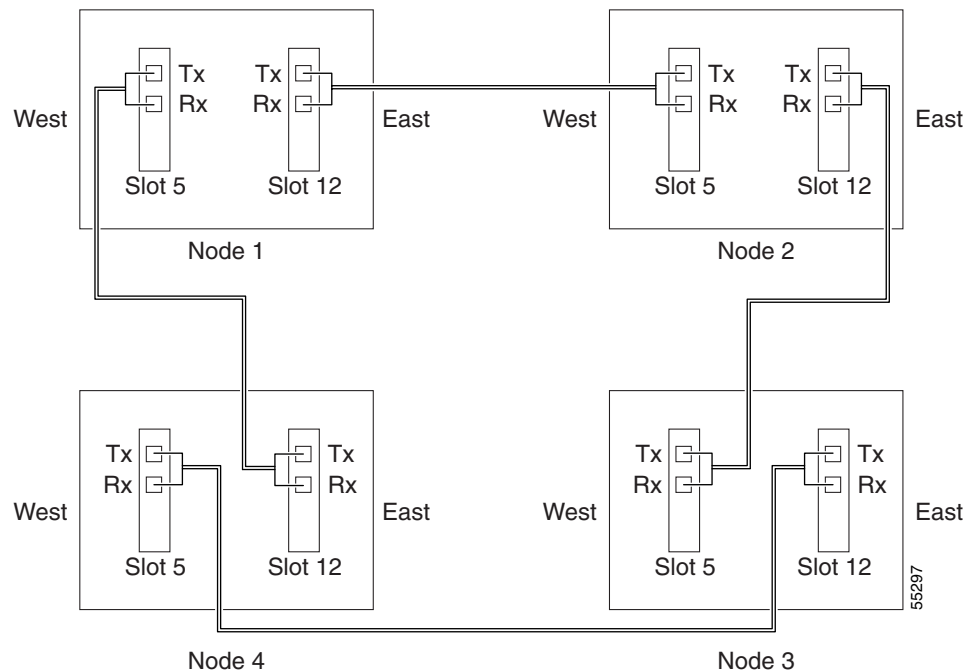 Tx Tx Tx Tx
Rx Rx Rx Rx
West East West East
Slot 5 Slot 12 Slot 5 Slot 12
Node 1 Node 2
Tx Tx Tx Tx
Rx Rx Rx Rx
West East West East
Slot 5 Slot 12 Slot 5 Slot 12
55297
Node 4 Node 3